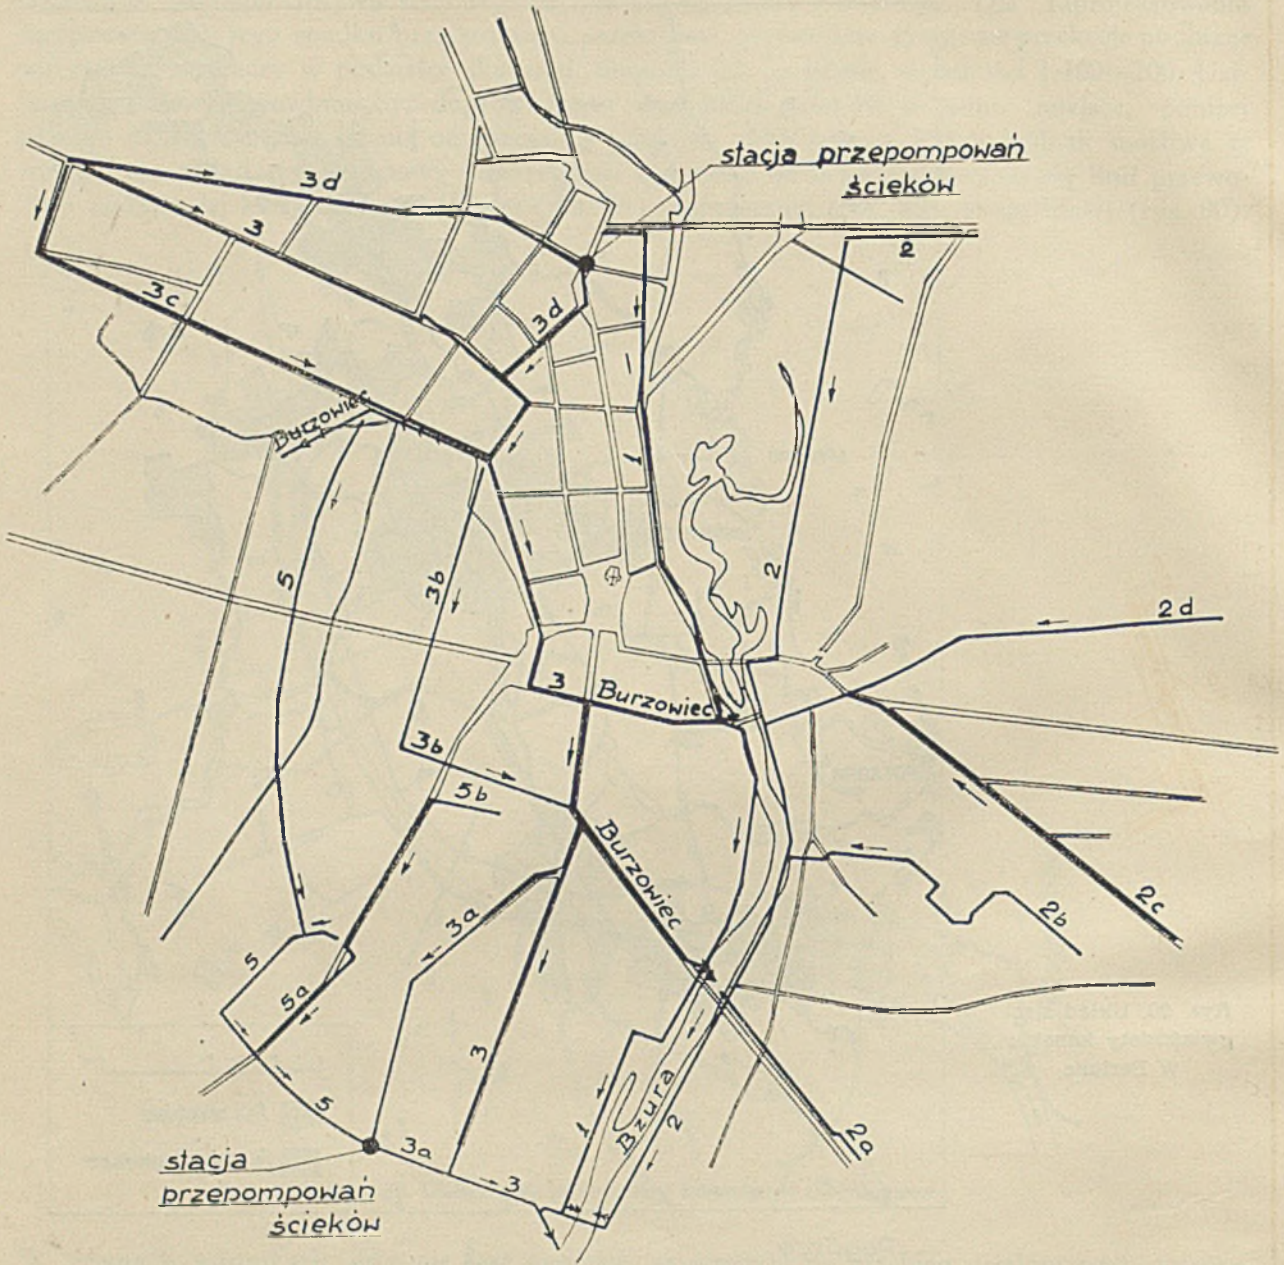 stacja przepompowań
ścieków
3d
3
3c
3d
2
1
1
Burzowiec
2
5
3b
2d
3
Burzowiec
3b
5b
Burzowiec
3a
2b
2c
5
5a
3
5
1
Bzura
2
2a
stacja
przepompowań
ścieków
3a
3